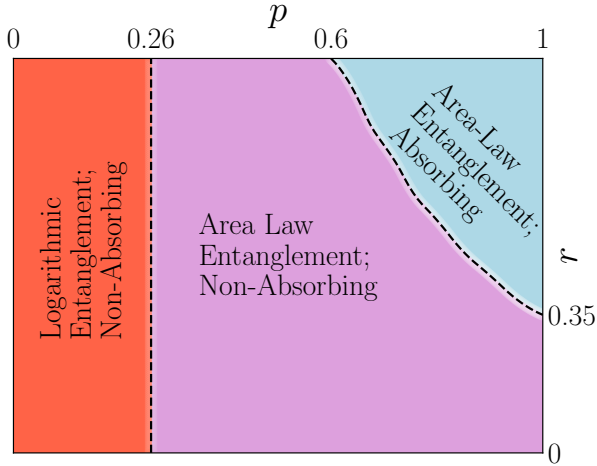 p
0 0.26 0.6 1
Area-Law
Entanglement;
Absorbing
Logarithmic
Entanglement;
Non-Absorbing
Area Law
Entanglement;
Non-Absorbing
r
0.35
0